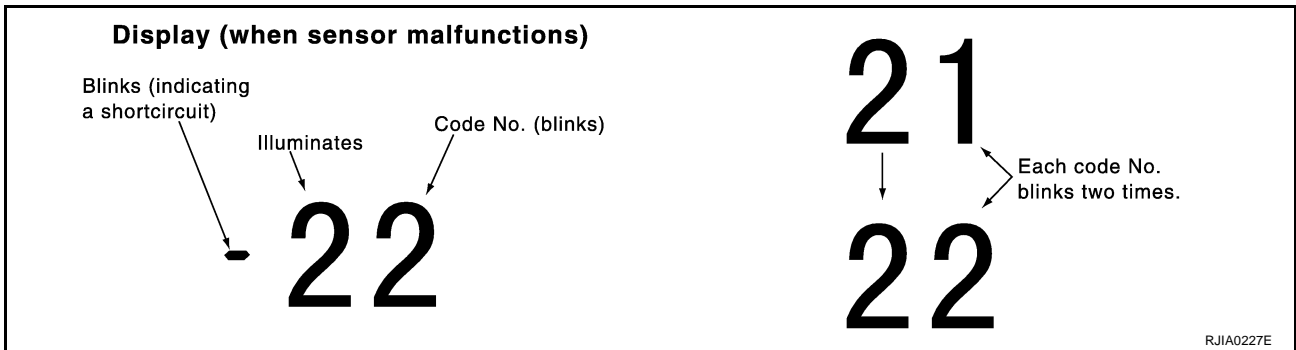 Display (when sensor malfunctions)
Blinks (indicating
a shortcircuit)
Illuminates
Code No. (blinks)
- 22
21
Each code No.
blinks two times.
22
RJIA0227E